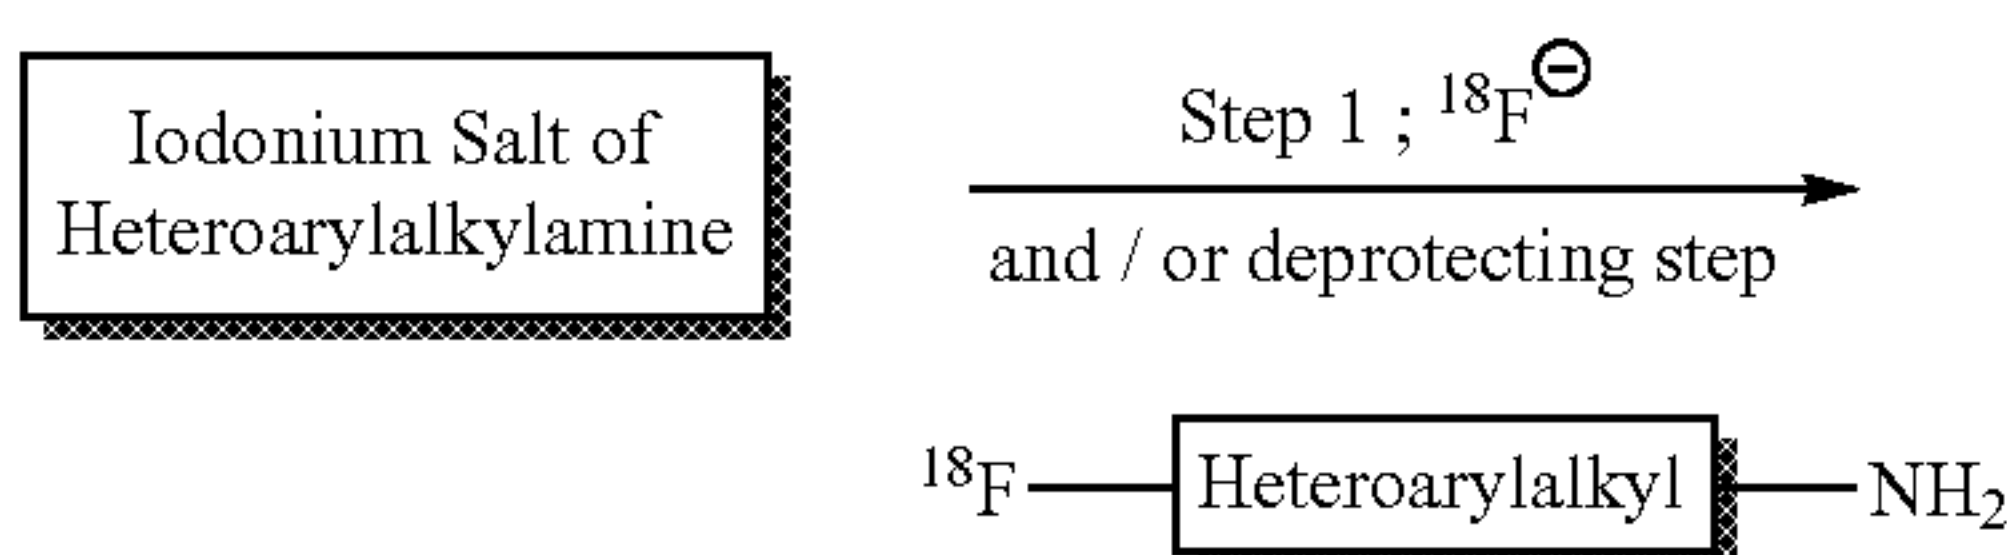 Iodonium Salt of
Heteroarylalkylamine
Step 1 ; ¹⁸F⊖
and / or deprotecting step
¹⁸F
Heteroarylalkyl
NH₂